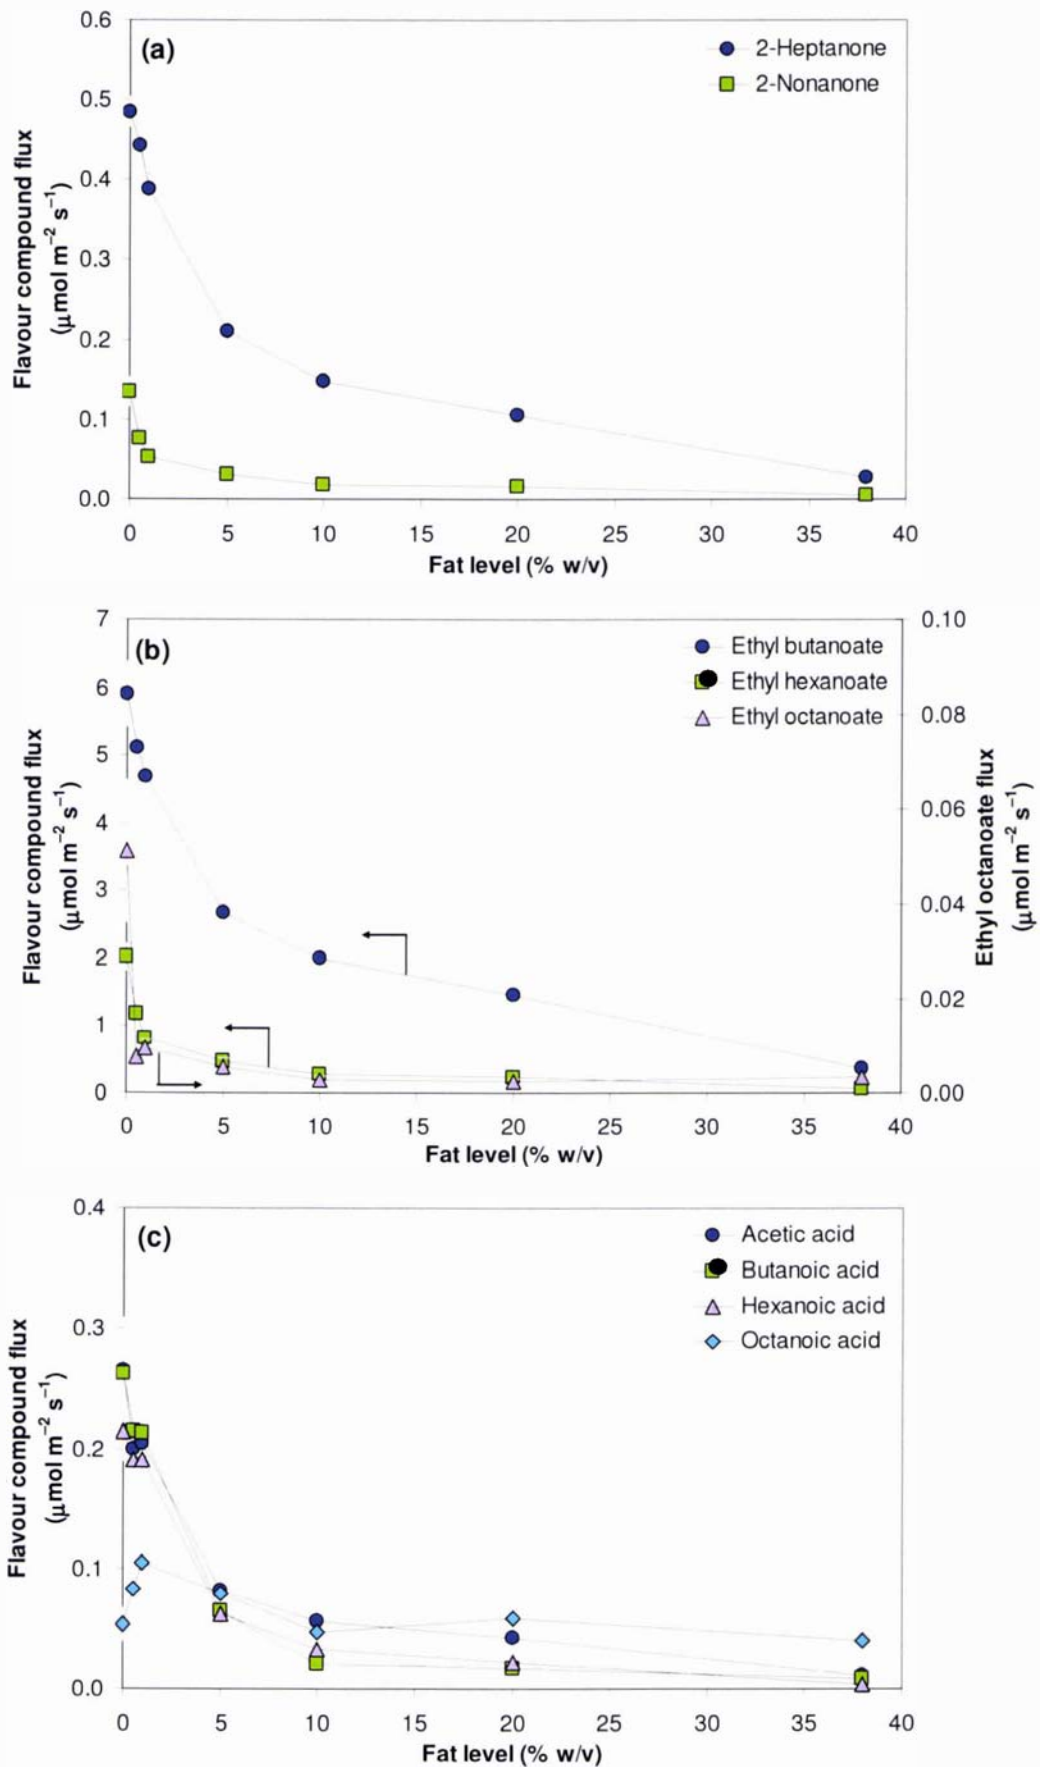 (a)
2-Heptanone
2-Nonanone
0.6
0.5
0.4
0.3
0.2
0.1
0.0
Flavour compound flux
(μmol m⁻² s⁻¹)
0 5 10 15 20 25 30 35 40
Fat level (% w/v)
(b)
Ethyl butanoate
Ethyl hexanoate
Ethyl octanoate
7
6
5
4
3
2
1
0
Flavour compound flux
(μmol m⁻² s⁻¹)
0.10
0.08
0.06
0.04
0.02
0.00
Ethyl octanoate flux
(μmol m⁻² s⁻¹)
0 5 10 15 20 25 30 35 40
Fat level (% w/v)
(c)
Acetic acid
Butanoic acid
Hexanoic acid
Octanoic acid
0.4
0.3
0.2
0.1
0.0
Flavour compound flux
(μmol m⁻² s⁻¹)
0 5 10 15 20 25 30 35 40
Fat level (% w/v)